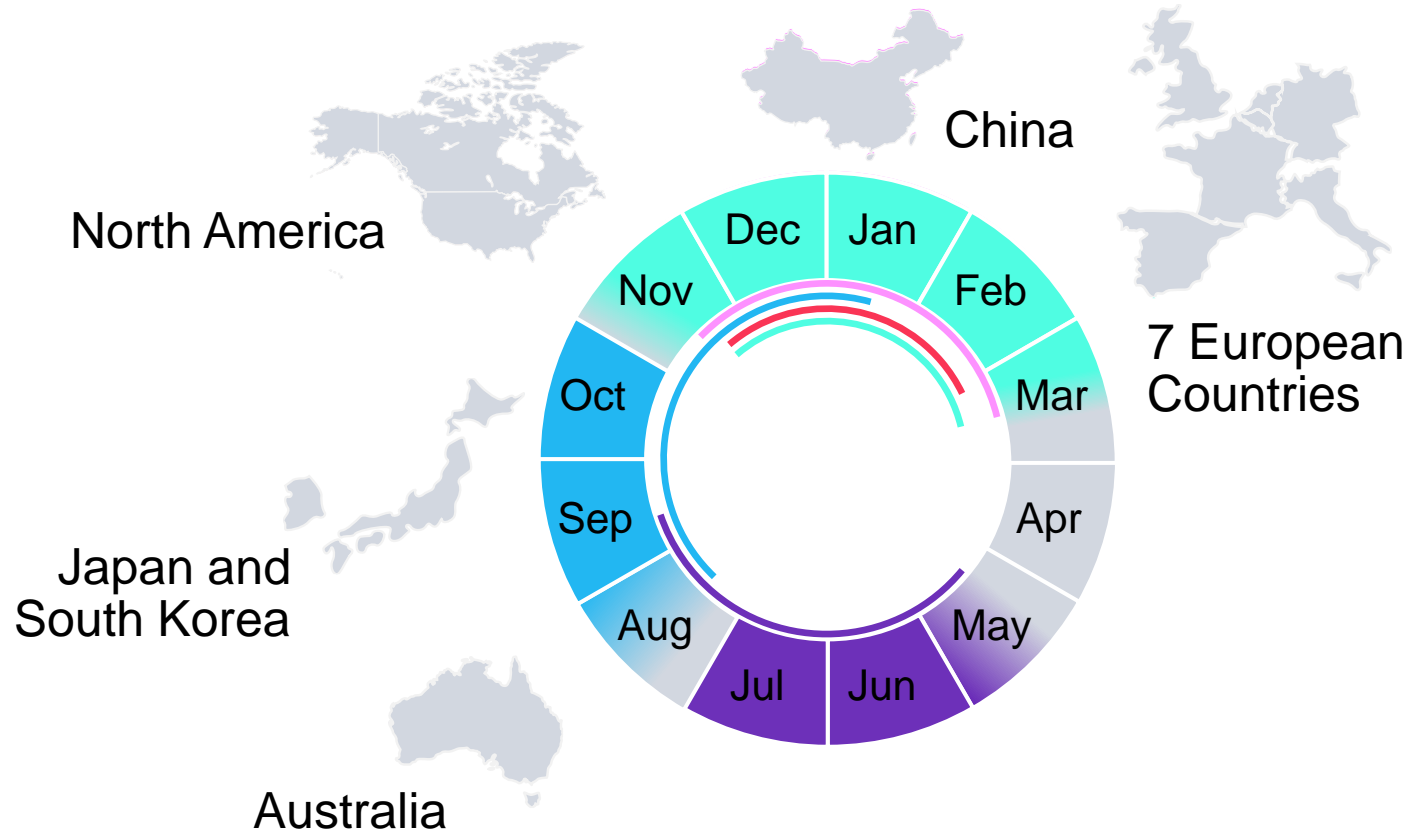 China
North America
7 European
Countries
Japan and
South Korea
Australia
Jan
Feb
Mar
Apr
May
Jun
Jul
Aug
Sep
Oct
Nov
Dec